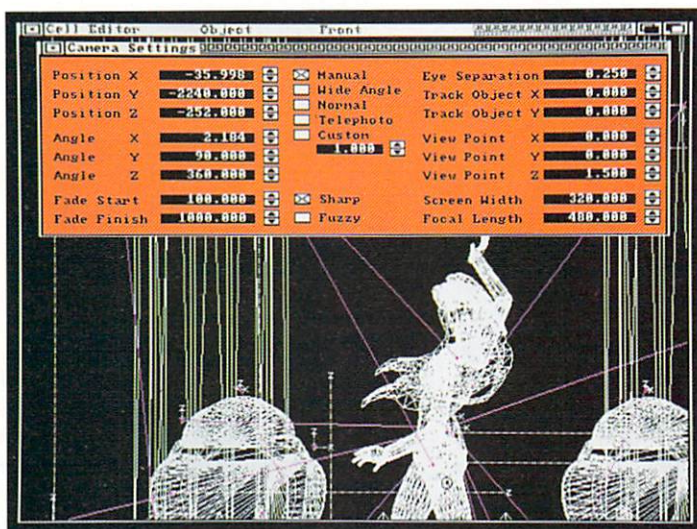 Cell Editor Object Front
Camera Settings
Position X -35.998
Position Y -2240.000
Position Z -252.000
Angle X 2.184
Angle Y 90.000
Angle Z 360.000
Fade Start 100.000
Fade Finish 1000.000
Manual
Wide Angle
Normal
Telephoto
Custom
1.000
Sharp
Fuzzy
Eye Separation 0.250
Track Object X 0.000
Track Object Y 0.000
View Point X 0.000
View Point Y 0.000
View Point Z 1.500
Screen Width 320.000
Focal Length 480.000
z
z
z
z